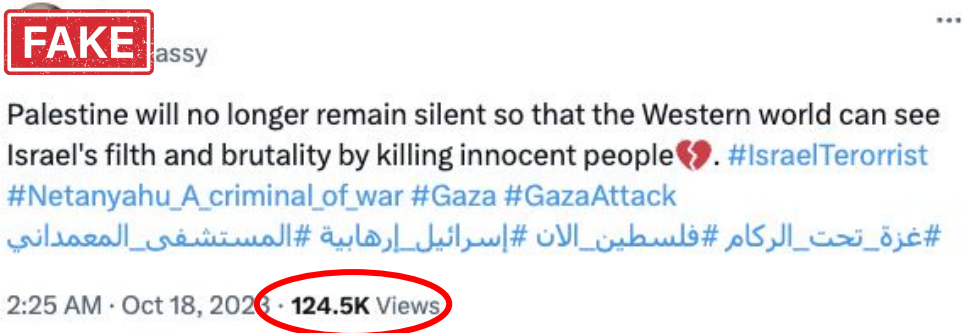 FAKE
assy
Palestine will no longer remain silent so that the Western world can see
Israel's filth and brutality by killing innocent people💔. #IsraelTerorrist
#Netanyahu_A_criminal_of_war #Gaza #GazaAttack
#غزة_تحت_الركام #فلسطين_الان #إسرائيل_إرهابية #المستشفى_المعمداني
2:25 AM · Oct 18, 2023 · 124.5K Views